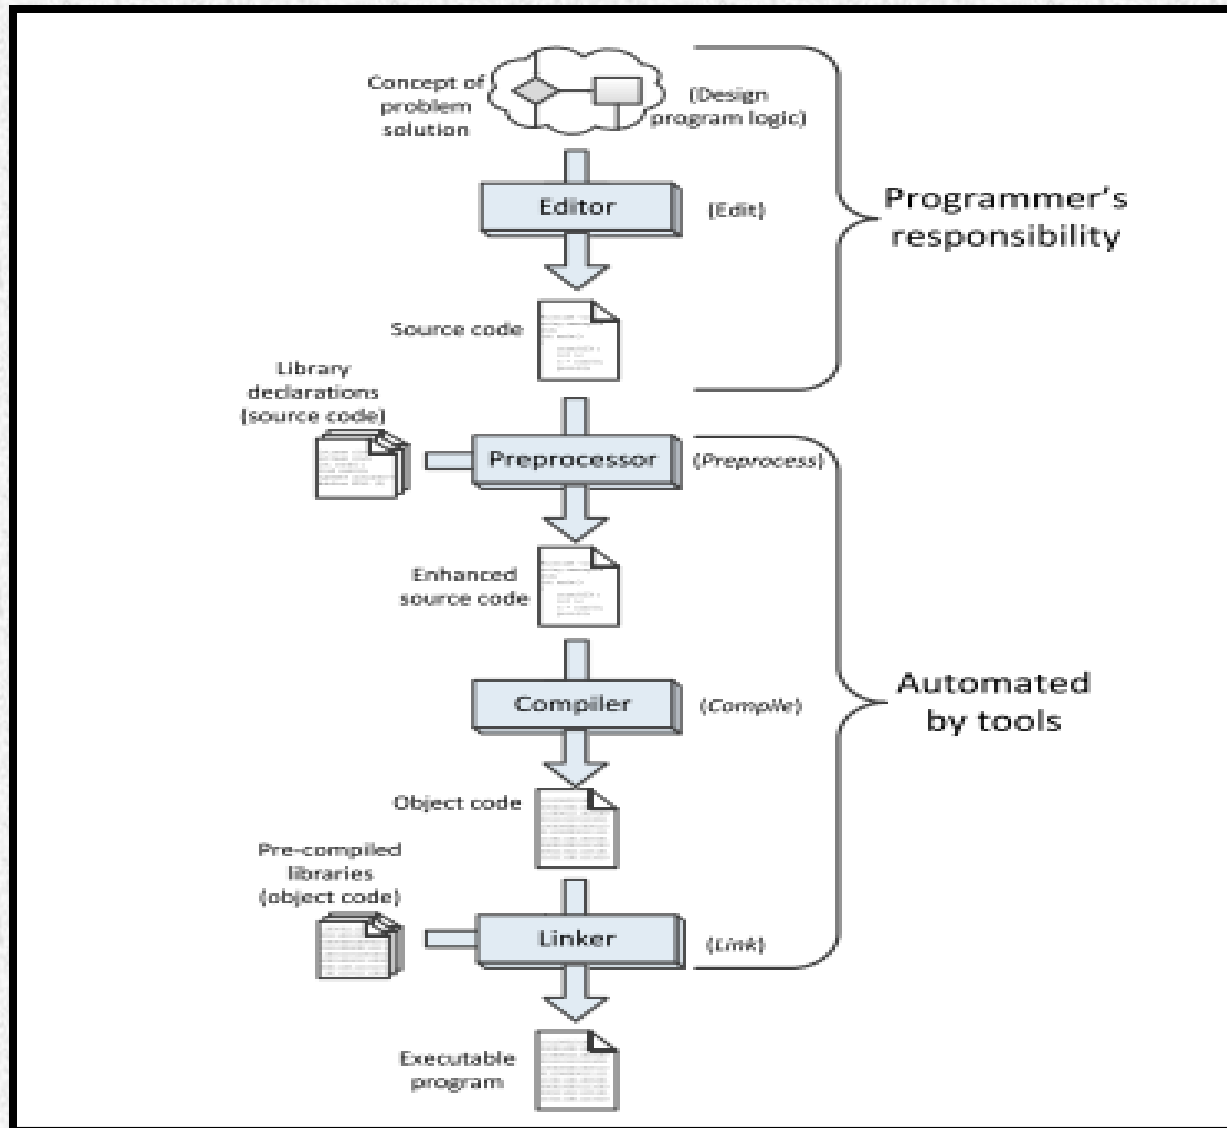 Concept of
problem
solution
(Design
program logic)
Editor
(Edit)
Programmer's
responsibility
Source code
Library
declarations
(source code)
Preprocessor
(Preprocess)
Enhanced
source code
Compiler
(Compile)
Automated
by tools
Object code
Pre-compiled
libraries
(object code)
Linker
(Link)
Executable
program